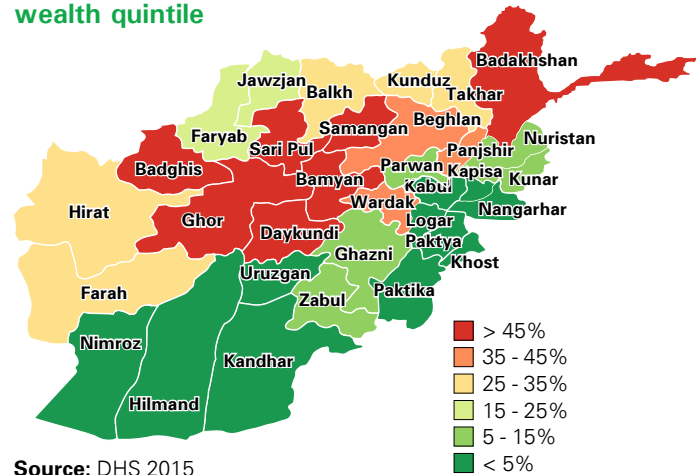 wealth quintile
Badakhshan
Jawzjan
Balkh
Kunduz
Takhar
Faryab
Samangan
Beghlan
Sari Pul
Nuristan
Panjshir
Badghis
Parwan
Kapisa
Bamyan
Kabul
Kunar
Wardak
Hirat
Ghor
Logar
Nangarhar
Daykundi
Paktya
Ghazni
Khost
Uruzgan
Farah
Zabul
Paktika
Nimroz
Kandhar
Hilmand
> 45%
35 - 45%
25 - 35%
15 - 25%
5 - 15%
< 5%
Source: DHS 2015